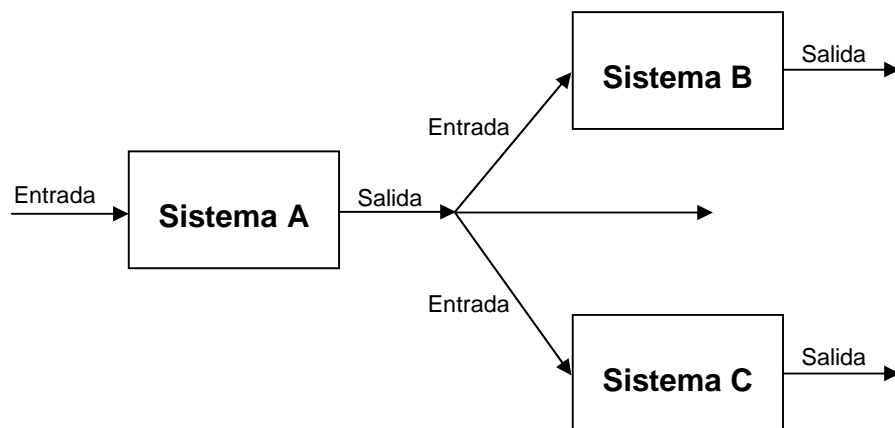 Sistema B
Salida
Entrada
Entrada
Sistema A
Salida
Entrada
Sistema C
Salida